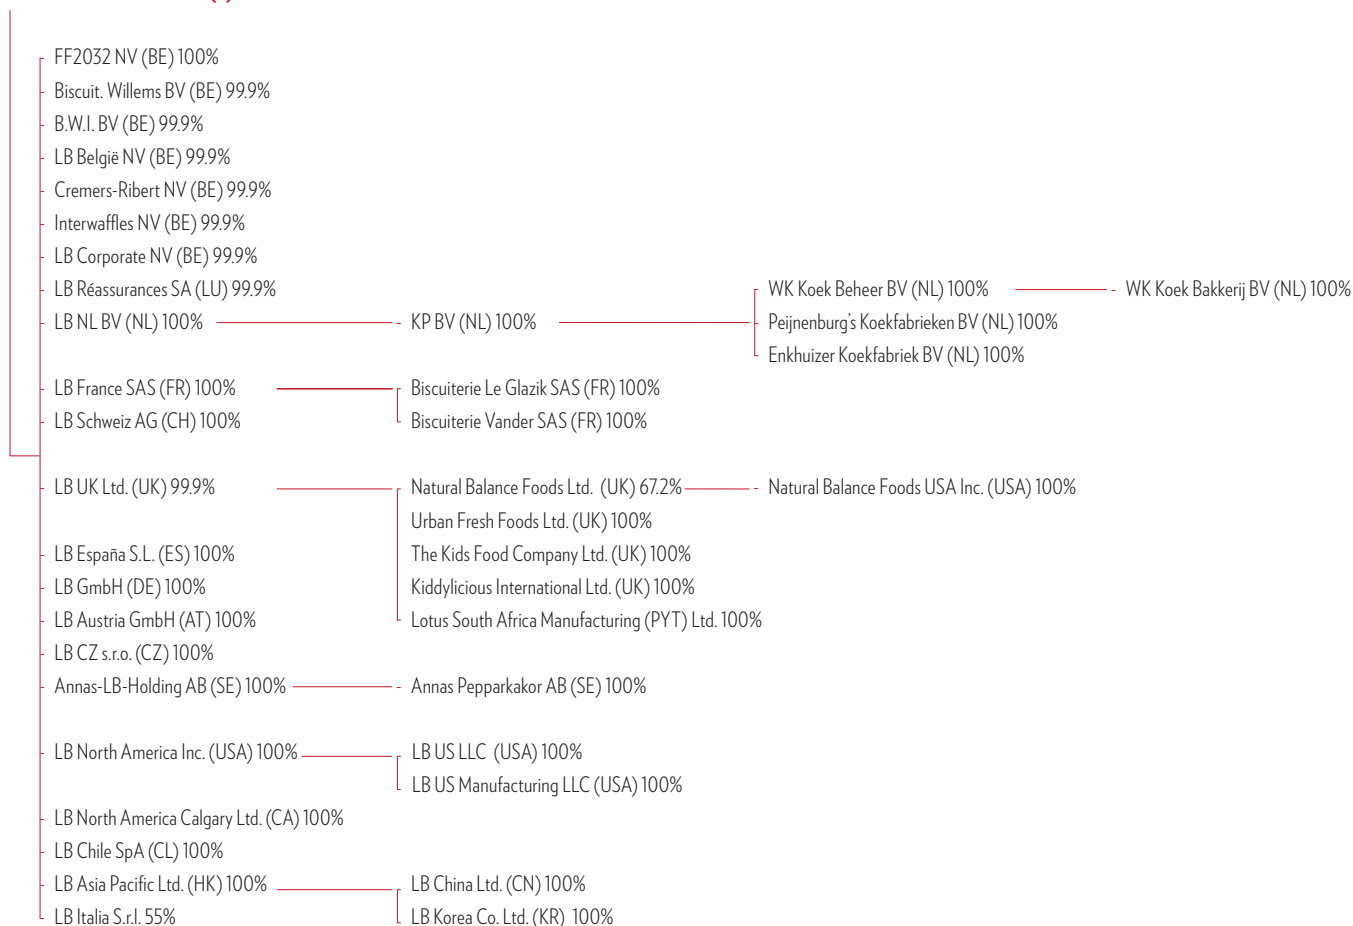 FF2032 NV (BE) 100%
Biscuit. Willems BV (BE) 99.9%
B.W.I. BV (BE) 99.9%
LB België NV (BE) 99.9%
Cremers-Ribert NV (BE) 99.9%
Interwaffles NV (BE) 99.9%
LB Corporate NV (BE) 99.9%
LB Réassurances SA (LU) 99.9% WK Koek Beheer BV (NL) 100% WK Koek Bakkerij BV (NL) 100%
LB NL BV (NL) 100% KP BV (NL) 100% Peijnenburg's Koekfabrieken BV (NL) 100%
Enkhuizer Koekfabriek BV (NL) 100%
LB France SAS (FR) 100% Biscuiterie Le Glazik SAS (FR) 100%
LB Schweiz AG (CH) 100% Biscuiterie Vander SAS (FR) 100%
LB UK Ltd. (UK) 99.9% Natural Balance Foods Ltd. (UK) 67.2% Natural Balance Foods USA Inc. (USA) 100%
Urban Fresh Foods Ltd. (UK) 100%
LB España S.L. (ES) 100% The Kids Food Company Ltd. (UK) 100%
LB GmbH (DE) 100% Kiddylicious International Ltd. (UK) 100%
LB Austria GmbH (AT) 100% Lotus South Africa Manufacturing (PYT) Ltd. 100%
LB CZ s.r.o. (CZ) 100%
Annas-LB-Holding AB (SE) 100% Annas Pepparkakor AB (SE) 100%
LB North America Inc. (USA) 100% LB US LLC (USA) 100%
LB US Manufacturing LLC (USA) 100%
LB North America Calgary Ltd. (CA) 100%
LB Chile SpA (CL) 100%
LB Asia Pacific Ltd. (HK) 100% LB China Ltd. (CN) 100%
LB Italia S.r.l. 55% LB Korea Co. Ltd. (KR) 100%